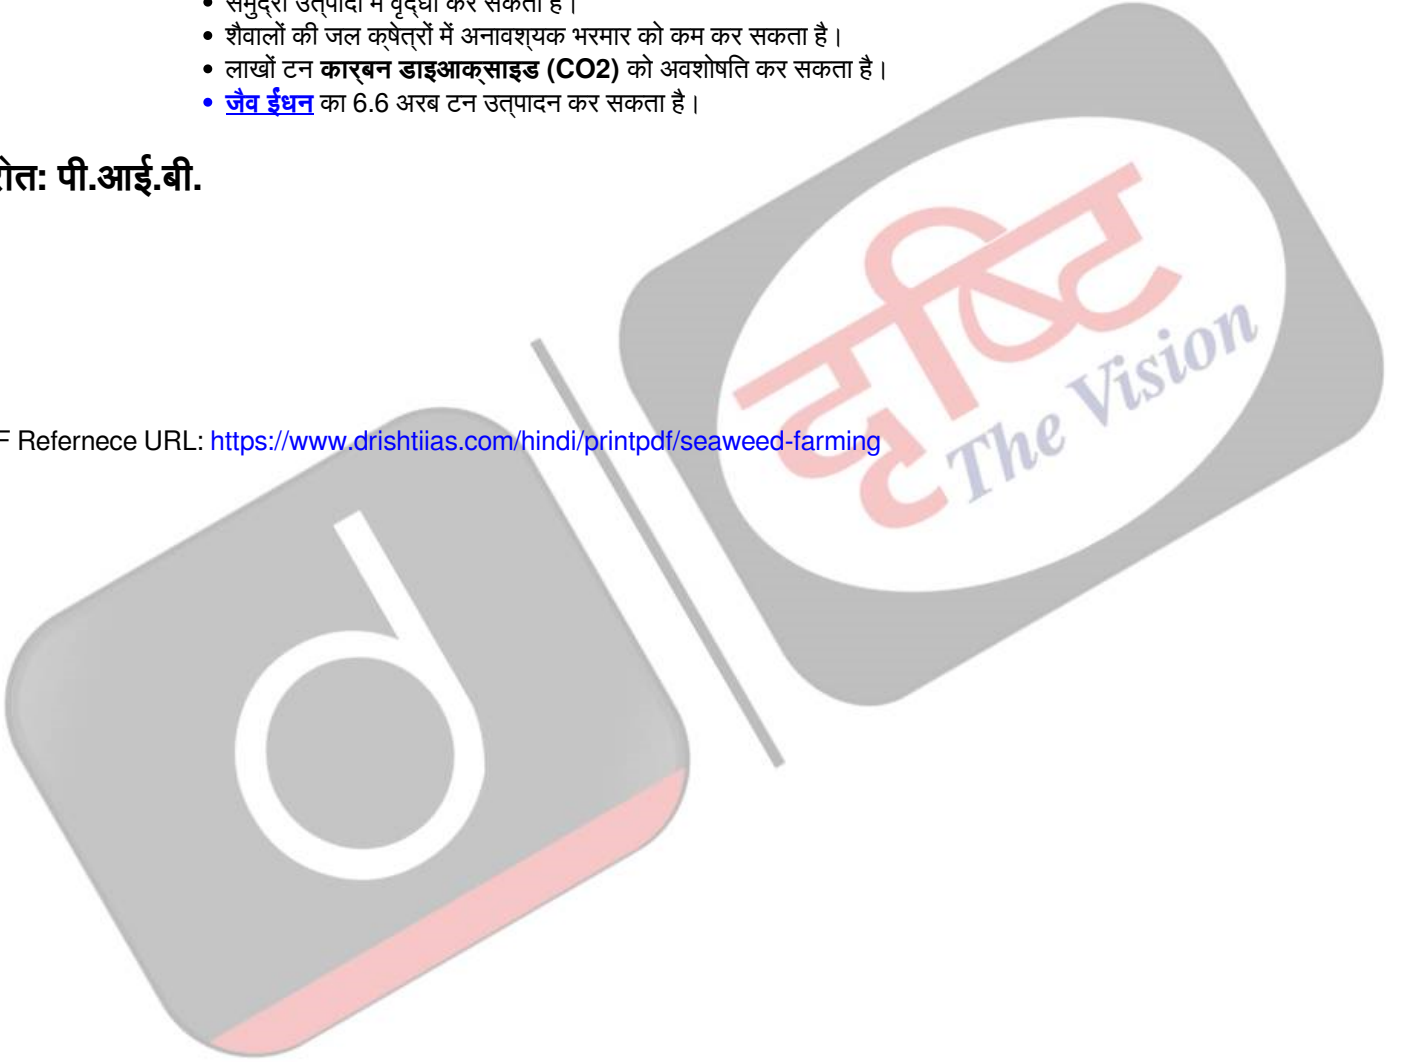 समुद्री उत्पादों में वृद्धि कर सकता है।
शैवालों की जल क्षेत्रों में अनावश्यक भरमार को कम कर सकता है।
लाखों टन कार्बन डाइआक्साइड (CO2) को अवशोषित कर सकता है।
जैव ईंधन का 6.6 अरब टन उत्पादन कर सकता है।
पी.आई.बी.
F Refernece URL: https://www.drishtiias.com/hindi/printpdf/seaweed-farming
दृष्टि
The Vision
d